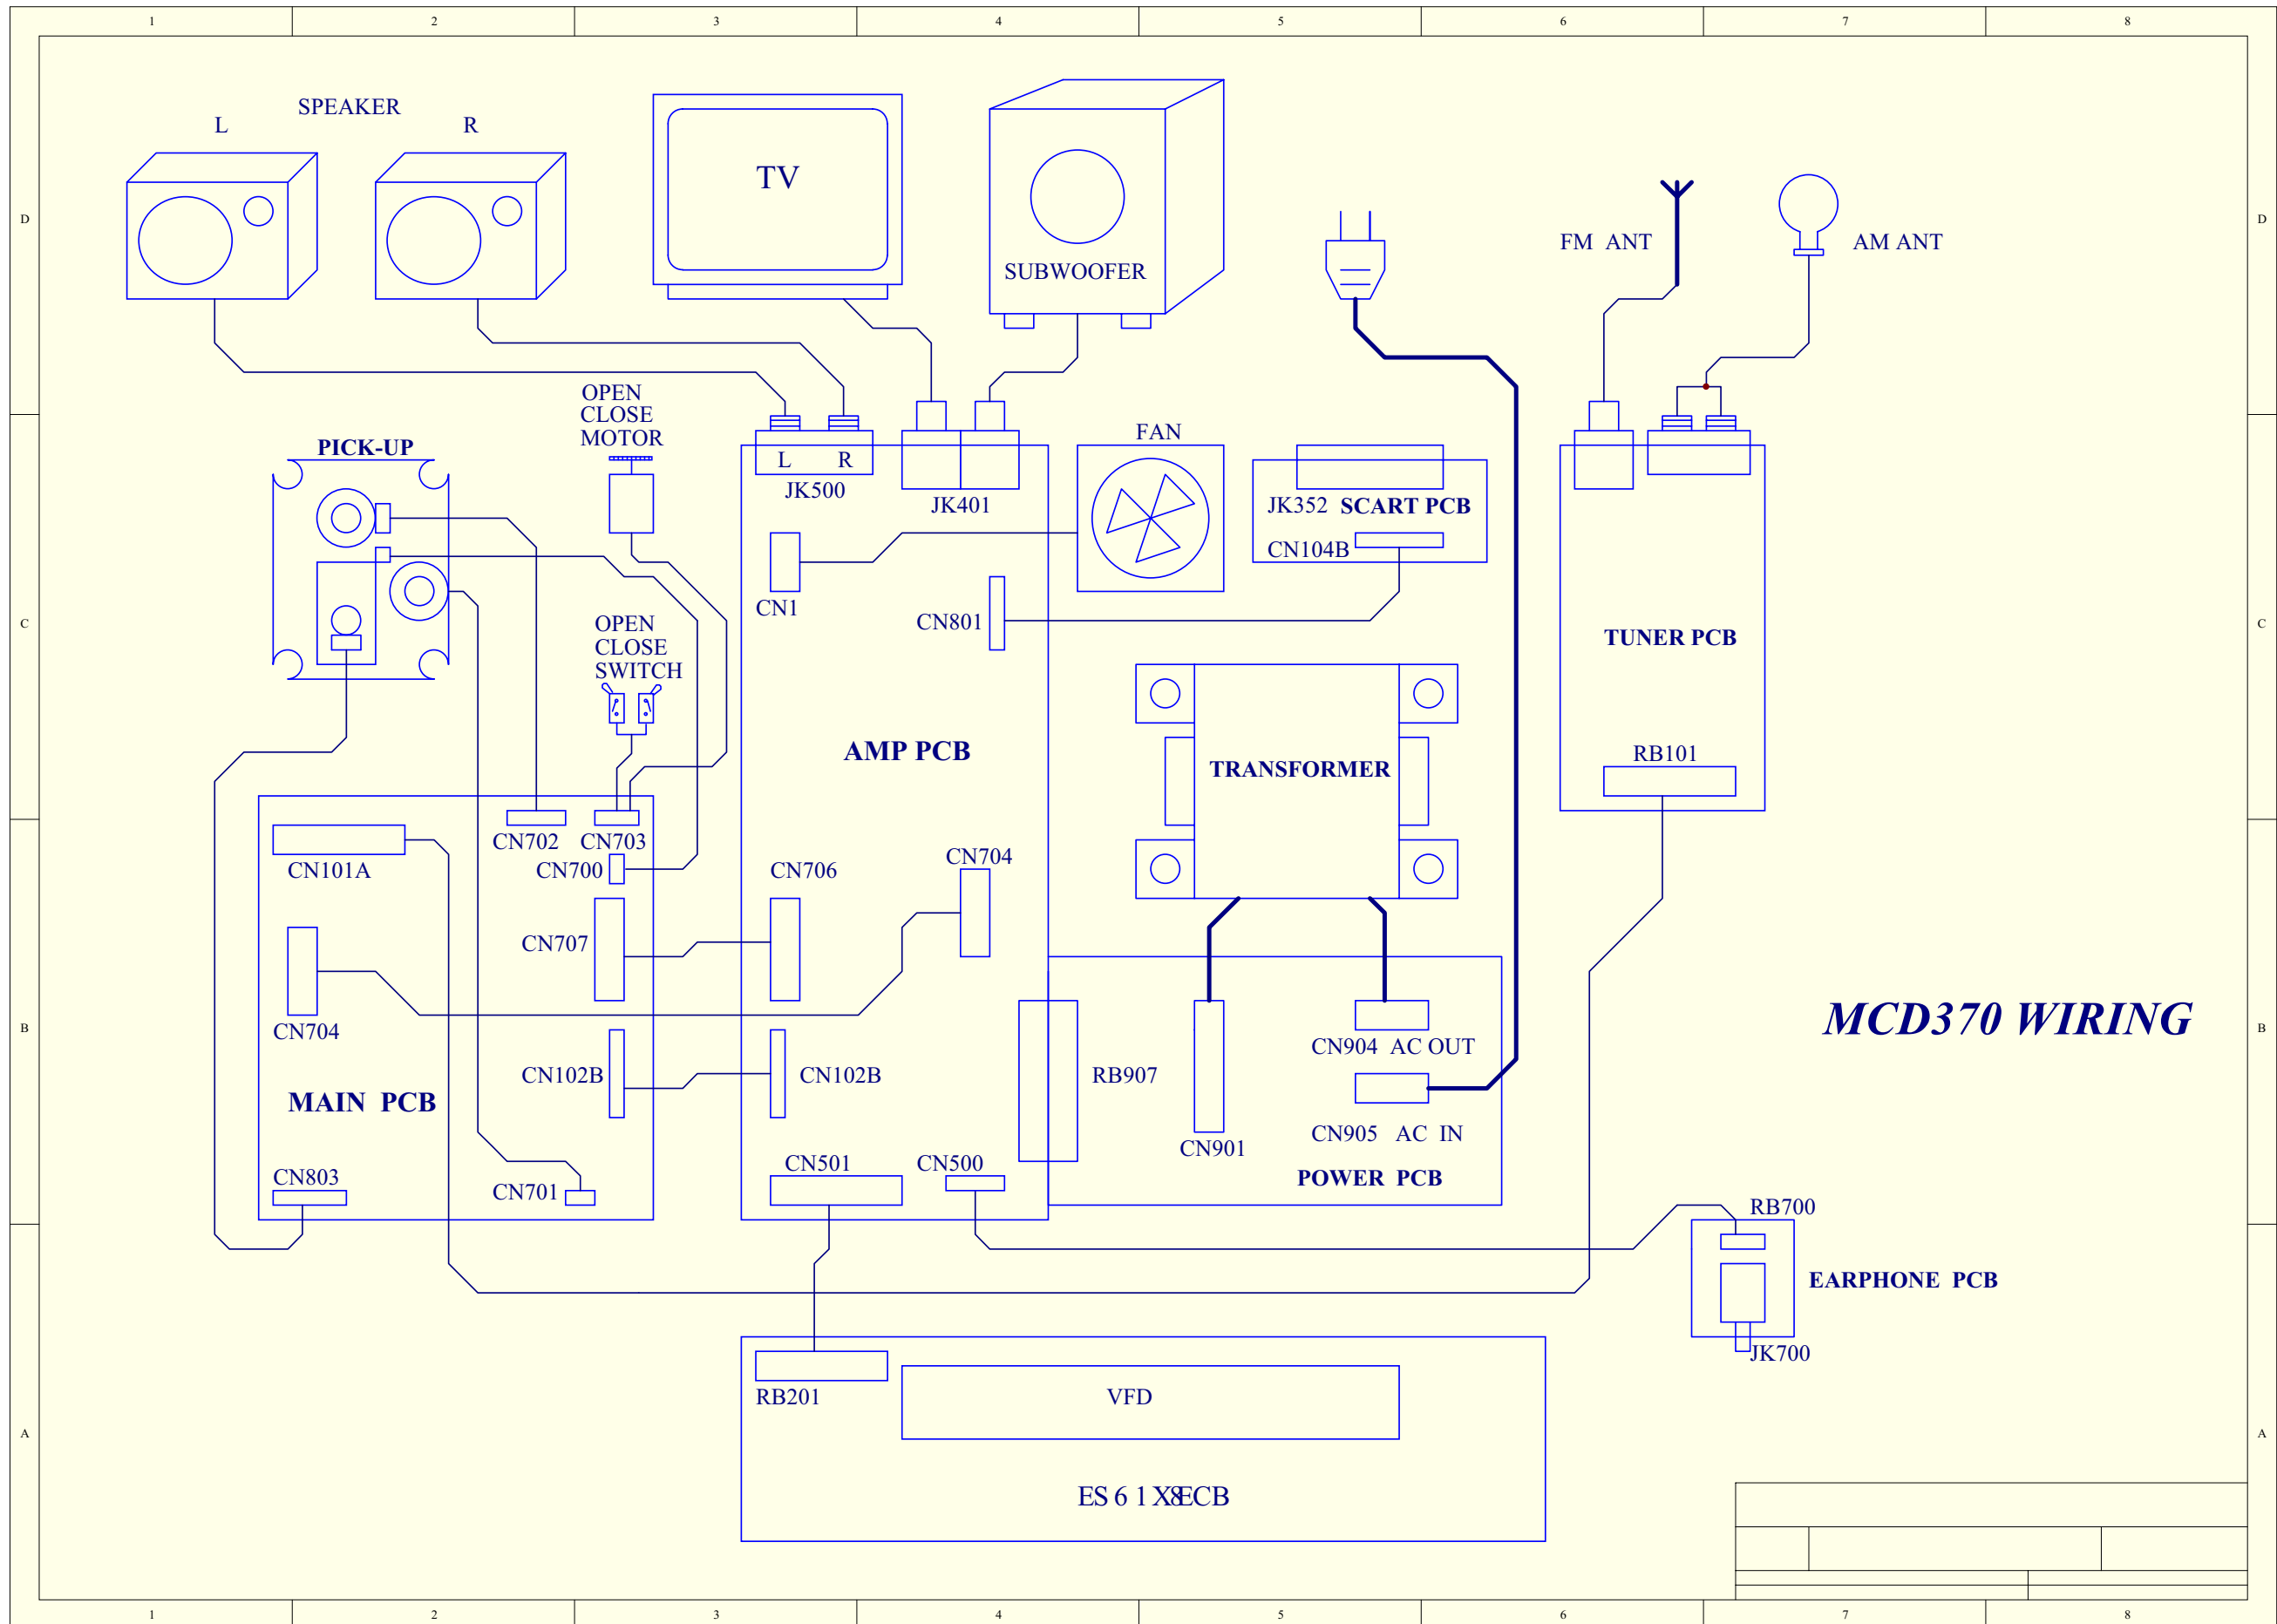 1 2 3 4 5 6 7 8
SPEAKER
L R
TV
SUBWOOFER
D D
FM ANT
AM ANT
OPEN
CLOSE
MOTOR
PICK-UP
FAN
L R
JK500
JK401
JK352 SCART PCB
CN104B
CN1
CN801
C C
OPEN
CLOSE
SWITCH
TUNER PCB
AMP PCB
TRANSFORMER
RB101
CN702 CN703
CN101A
CN700
CN706
CN704
CN707
CN704
B B
MCD370 WIRING
CN904 AC OUT
CN102B
CN102B
RB907
MAIN PCB
CN905 AC IN
CN901
CN501
CN500
CN803
CN701
POWER PCB
RB700
EARPHONE PCB
JK700
RB201
VFD
A A
1 2 3 4 5 6 7 8